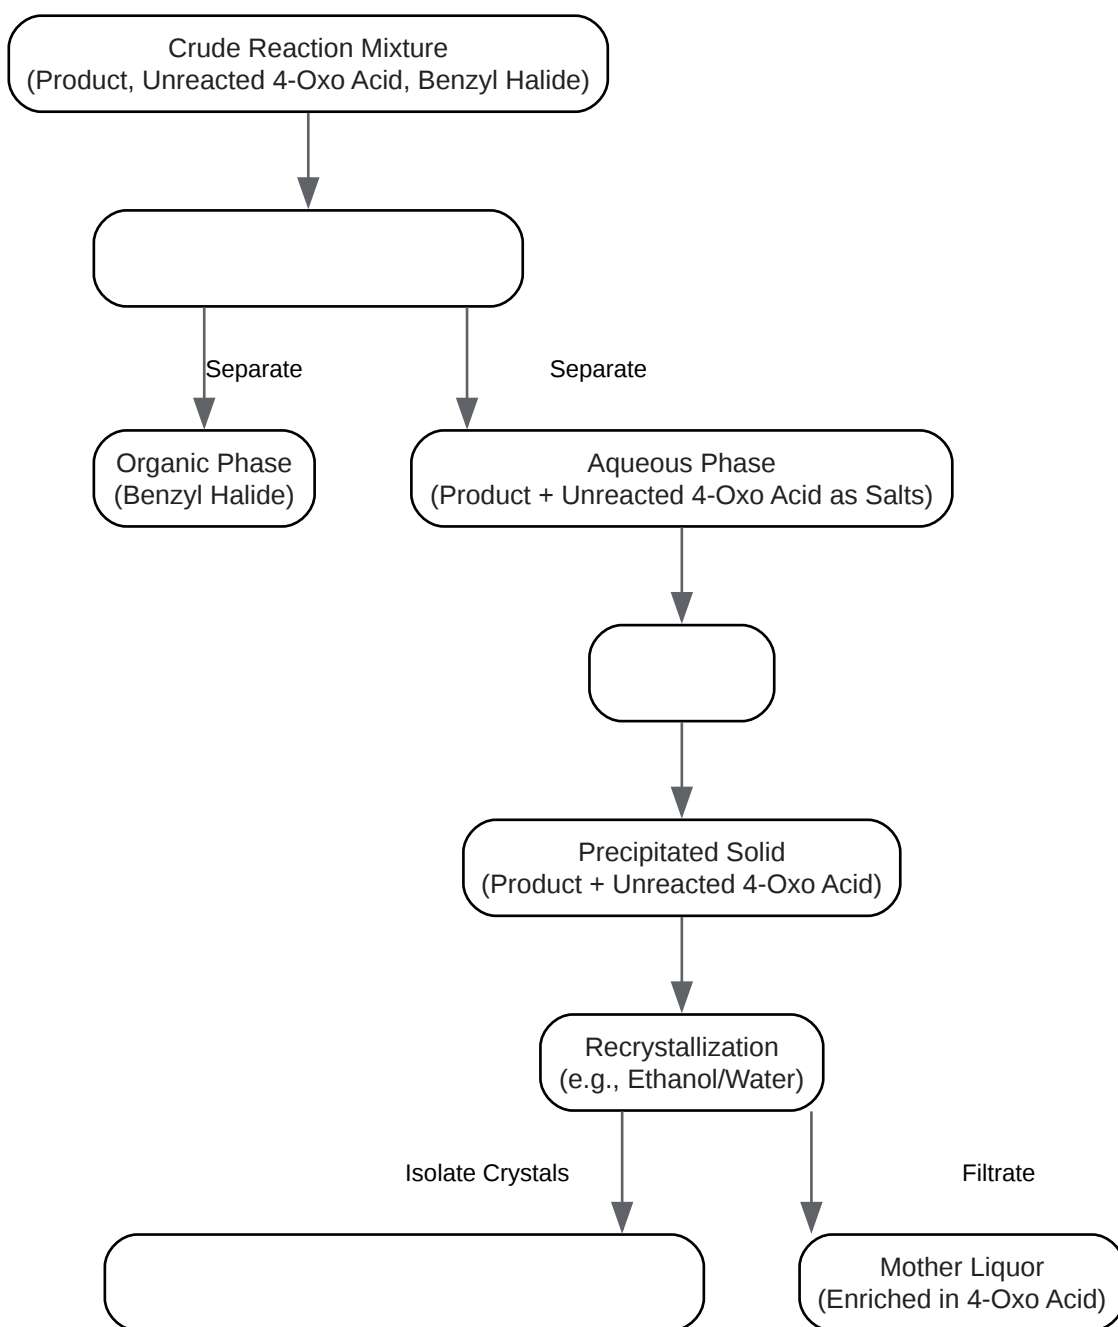 Crude Reaction Mixture
(Product, Unreacted 4-Oxo Acid, Benzyl Halide)
Separate
Separate
Organic Phase
(Benzyl Halide)
Aqueous Phase
(Product + Unreacted 4-Oxo Acid as Salts)
Precipitated Solid
(Product + Unreacted 4-Oxo Acid)
Recrystallization
(e.g., Ethanol/Water)
Isolate Crystals
Filtrate
Mother Liquor
(Enriched in 4-Oxo Acid)